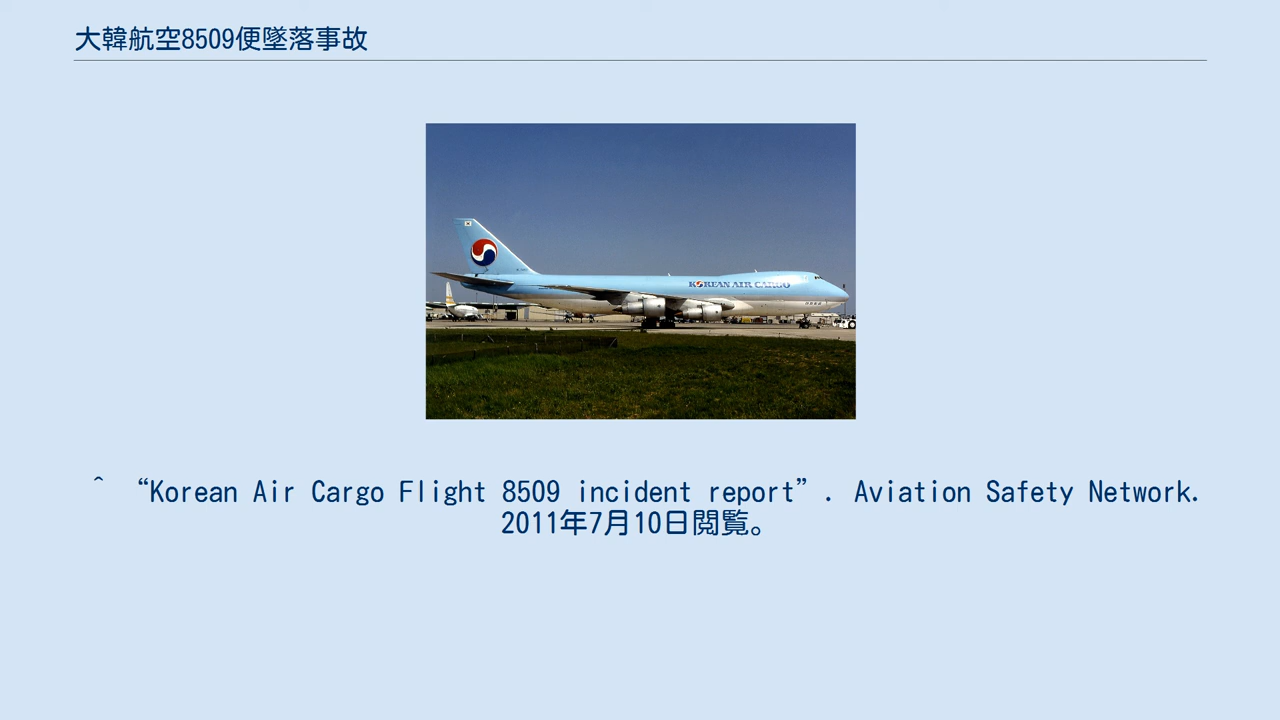 大韓航空8509便墜落事故
KOREAN AIR CARGO
^ “Korean Air Cargo Flight 8509 incident report”. Aviation Safety Network.
2011年7月10日閲覧。